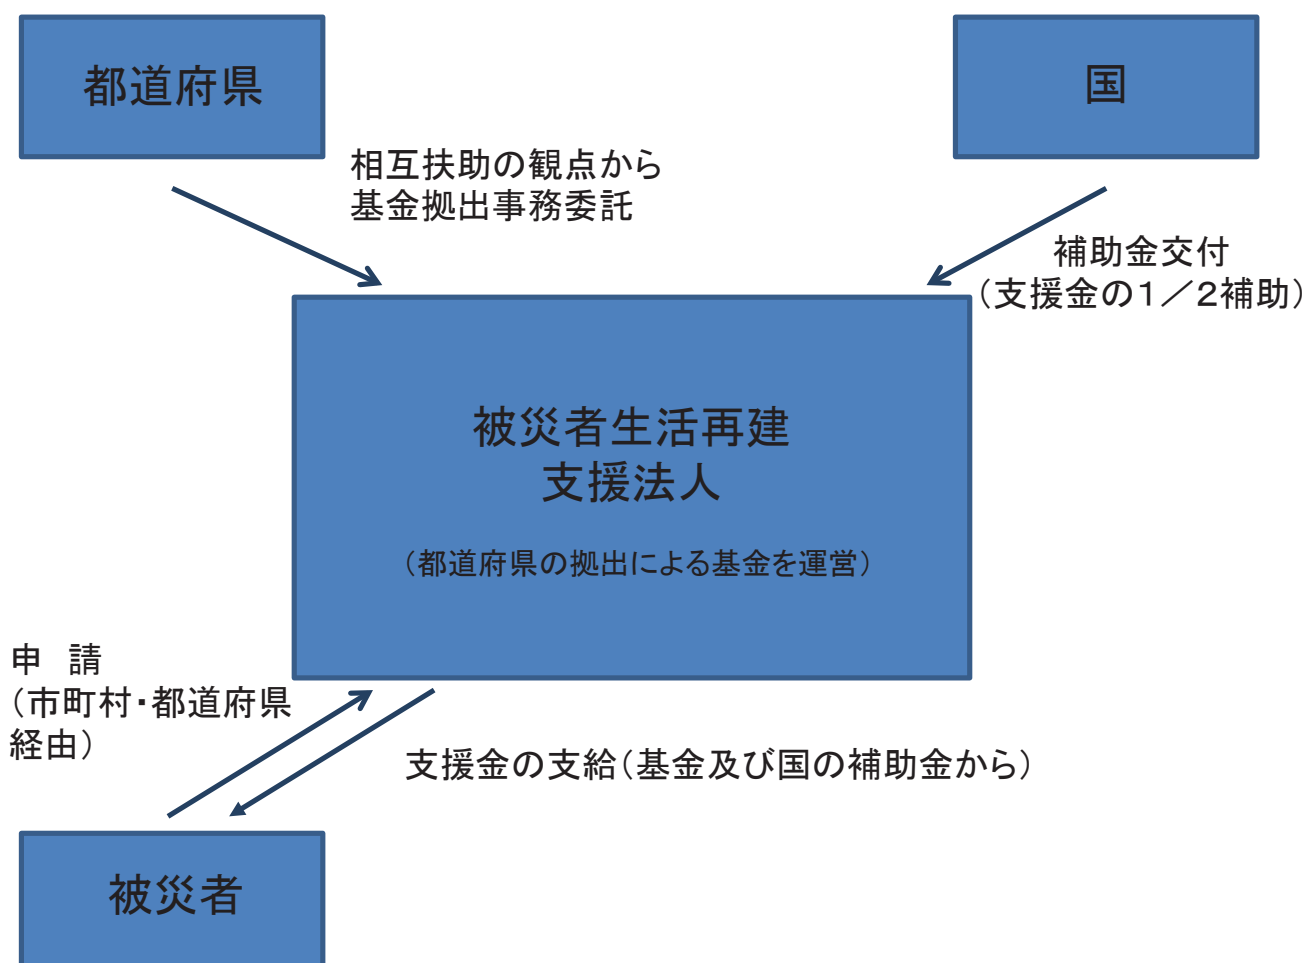 都道府県
国
相互扶助の観点から
基金拠出事務委託
補助金交付
（支援金の１／２補助）
被災者生活再建
支援法人
（都道府県の拠出による基金を運営）
申　請
（市町村・都道府県
経由）
支援金の支給（基金及び国の補助金から）
被災者